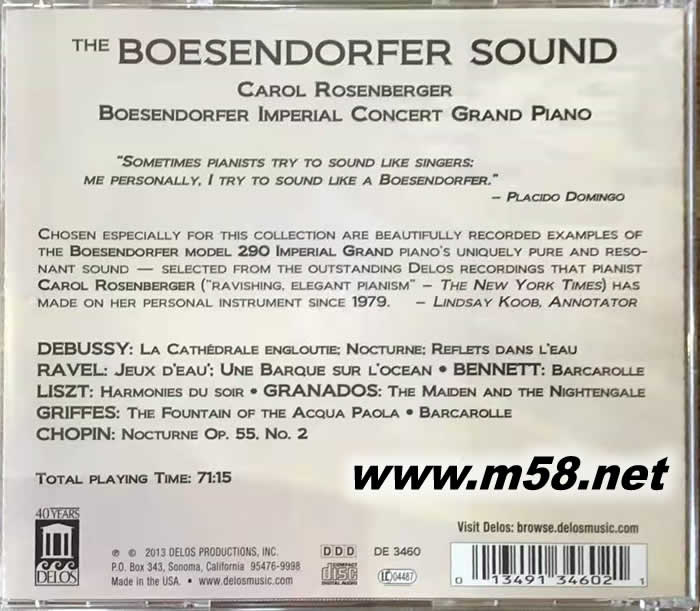 THE BOESENDORFER SOUND
CAROL ROSENBERGER
BOESENDORFER IMPERIAL CONCERT GRAND PIANO
"SOMETIMES PIANISTS TRY TO SOUND LIKE SINGERS;
ME PERSONALLY, I TRY TO SOUND LIKE A BOESENDORFER."
– PLACIDO DOMINGO
CHOSEN ESPECIALLY FOR THIS COLLECTION ARE BEAUTIFULLY RECORDED EXAMPLES OF
THE BOESENDORFER MODEL 290 IMPERIAL GRAND PIANO'S UNIQUELY PURE AND RESO-
NANT SOUND — SELECTED FROM THE OUTSTANDING DELOS RECORDINGS THAT PIANIST
CAROL ROSENBERGER ("RAVISHING, ELEGANT PIANISM" – THE NEW YORK TIMES) HAS
MADE ON HER PERSONAL INSTRUMENT SINCE 1979. – LINDSAY KOOB, ANNOTATOR
DEBUSSY: LA CATHÉDRALE ENGLOUTIE; NOCTURNE; REFLETS DANS L'EAU
RAVEL: JEUX D'EAU; UNE BARQUE SUR L'OCEAN • BENNETT: BARCAROLLE
LISZT: HARMONIES DU SOIR • GRANADOS: THE MAIDEN AND THE NIGHTENGALE
GRIFFES: THE FOUNTAIN OF THE ACQUA PAOLA • BARCAROLLE
CHOPIN: NOCTURNE OP. 55, NO. 2
TOTAL PLAYING TIME: 71:15
www.m58.net
40 YEARS
DELOS
℗ © 2013 DELOS PRODUCTIONS, INC.
P.O. Box 343, Sonoma, California 95476-9998
Made in the USA. • www.delosmusic.com
DDD
COMPACT
disc
DIGITAL AUDIO
DE 3460
LC 04487
Visit Delos: browse.delosmusic.com
0 13491 34602 1